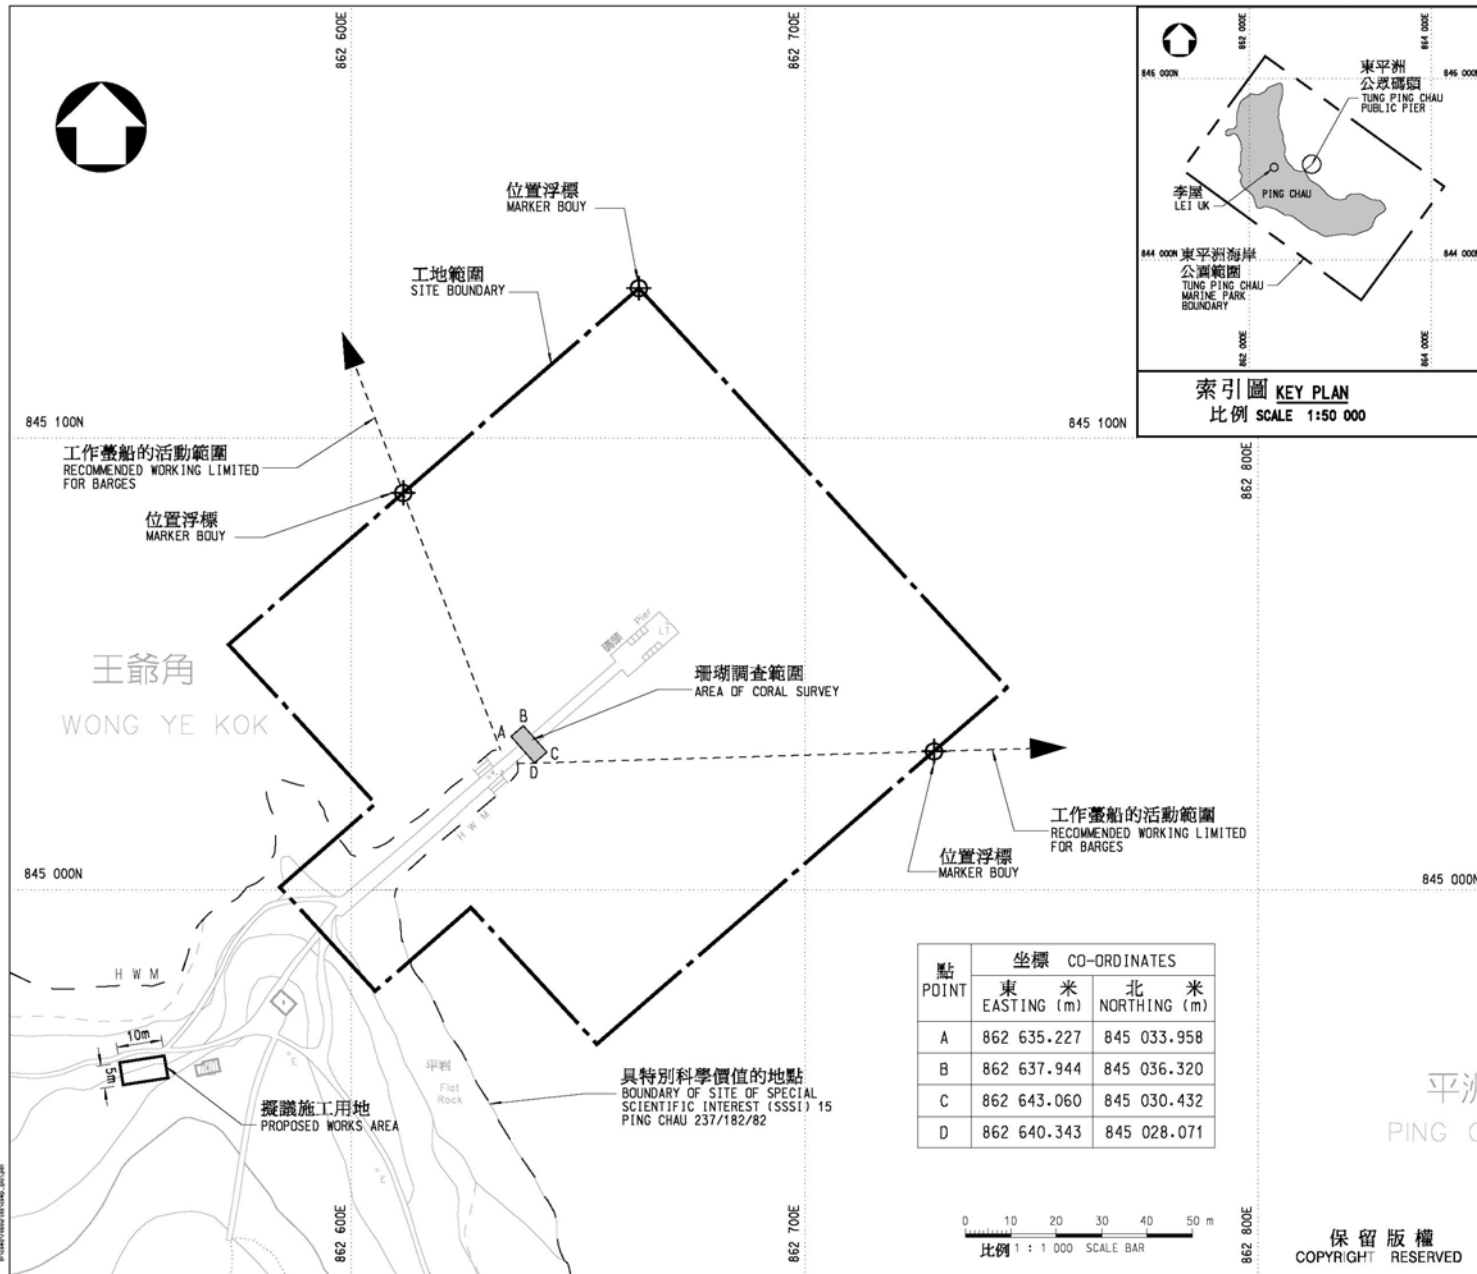 862 600E
862 700E
位置浮標
MARKER BOUY
工地範圍
SITE BOUNDARY
845 100N
845 100N
工作躉船的活動範圍
RECOMMENDED WORKING LIMITED
FOR BARGES
位置浮標
MARKER BOUY
862 800E
王爺角
WONG YE KOK
碼頭
Pier
珊瑚調查範圍
AREA OF CORAL SURVEY
A
B
C
D
H W M
工作躉船的活動範圍
RECOMMENDED WORKING LIMITED
FOR BARGES
位置浮標
MARKER BOUY
845 000N
845 000N
H W M
10m
5m
擬議施工用地
PROPOSED WORKS AREA
平岩
Flat
Rock
具特別科學價值的地點
BOUNDARY OF SITE OF SPECIAL
SCIENTIFIC INTEREST (SSSI) 15
PING CHAU 237/182/82
點 坐標 CO-ORDINATES
POINT 東 米 北 米
EASTING (m) NORTHING (m)
A 862 635.227 845 033.958
B 862 637.944 845 036.320
C 862 643.060 845 030.432
D 862 640.343 845 028.071
平洲
PING
862 600E
862 700E
862 800E
0 10 20 30 40 50 m
比例 1 : 1 000 SCALE BAR
保留版權
COPYRIGHT RESERVED
862 000E
864 000E
846 000N
846 000N
東平洲
公眾碼頭
TUNG PING CHAU
PUBLIC PIER
李屋
LEI UK
PING CHAU
844 000N
844 000N
東平洲海岸
公園範圍
TUNG PING CHAU
MARINE PARK
BOUNDARY
862 000E
864 000E
索引圖 KEY PLAN
比例 SCALE 1:50 000